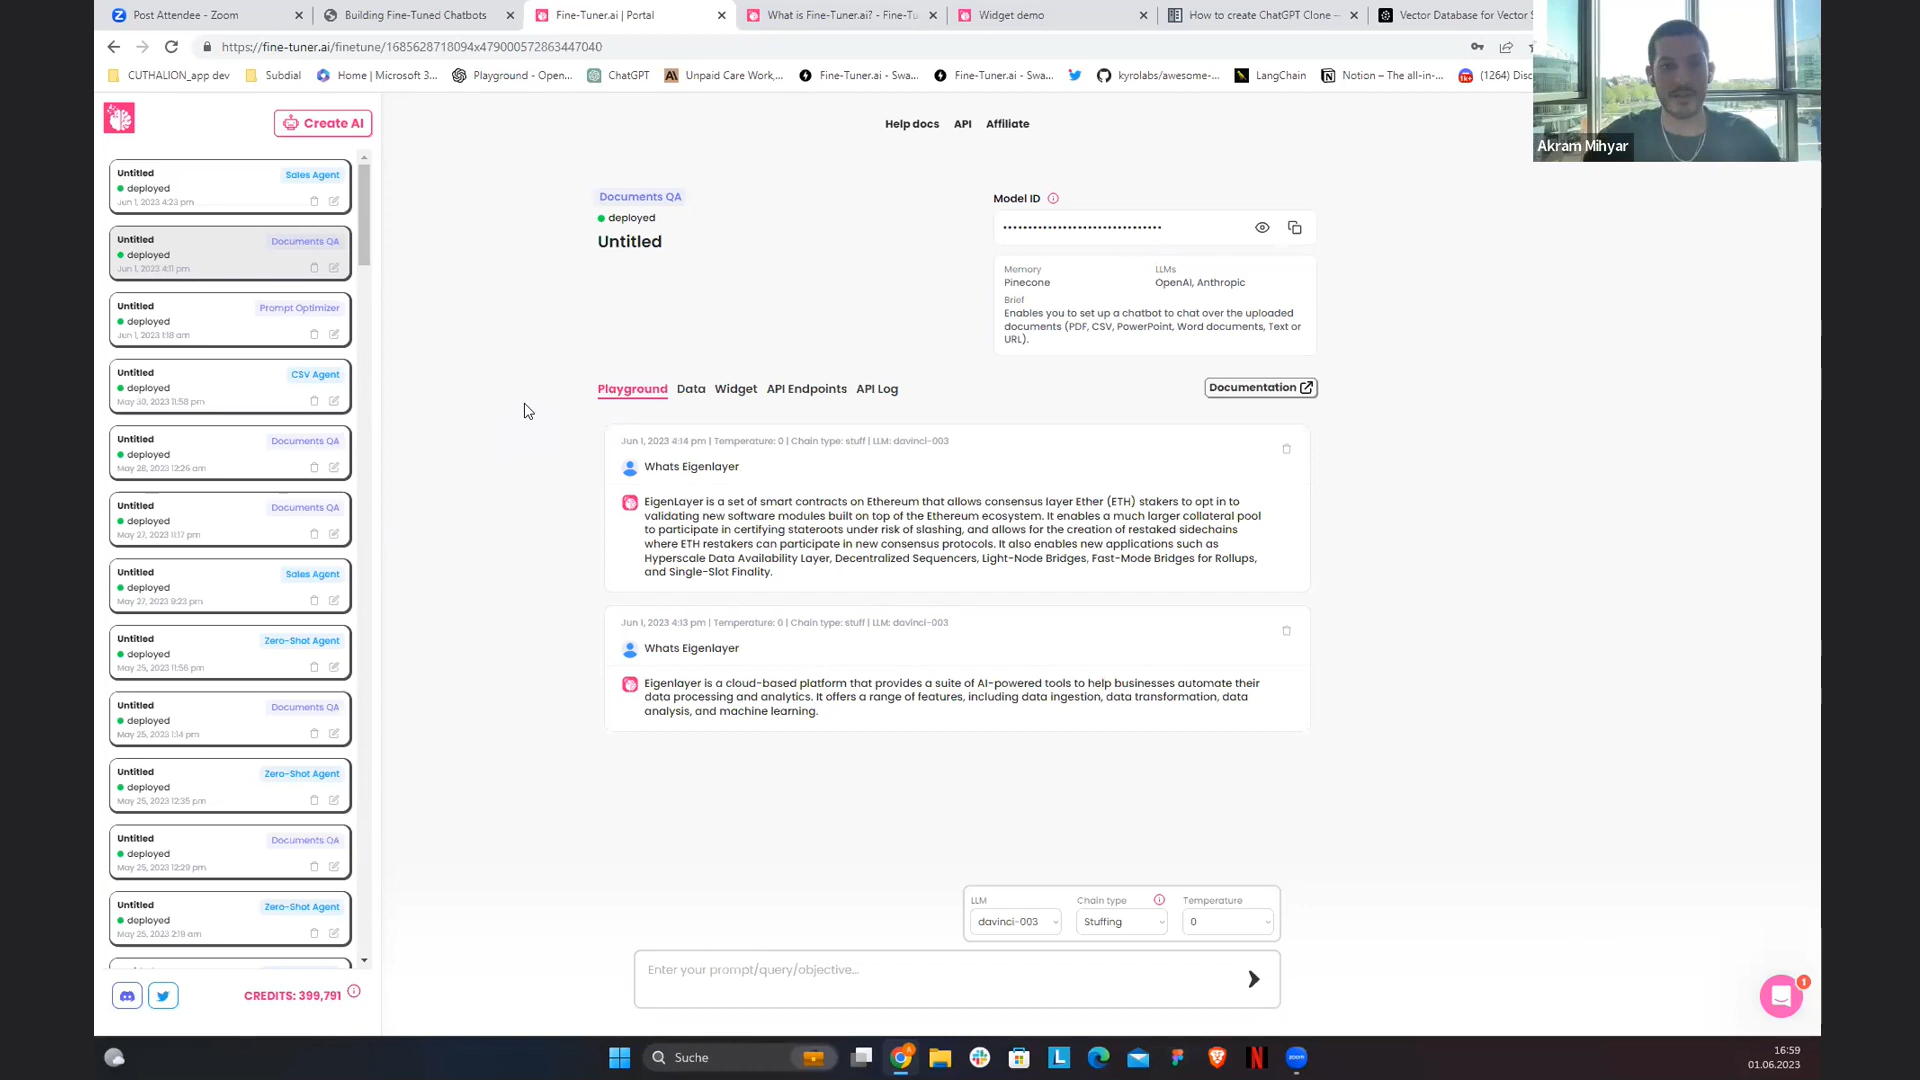 Post Attendee - Zoom
Building Fine-Tuned Chatbots
Fine-Tuner.ai | Portal
What is Fine-Tuner.ai? - Fine-Tu
Widget demo
How to create ChatGPT Clone —
Vector Database for Vector S
https://fine-tuner.ai/finetune/1685628718094x479000572863447040
CUTHALION_app dev
Subdial
Home | Microsoft 3...
Playground - Open...
ChatGPT
Unpaid Care Work,...
Fine-Tuner.ai - Swa...
Fine-Tuner.ai - Swa...
kyrolabs/awesome-...
LangChain
Notion – The all-in-...
(1264) Disc
Akram Mihyar
Create AI
Help docs
API
Affiliate
Untitled
Sales Agent
deployed
Jun 1, 2023 4:23 pm
Untitled
Documents QA
deployed
Jun 1, 2023 4:11 pm
Untitled
Prompt Optimizer
deployed
Jun 1, 2023 1:18 am
Untitled
CSV Agent
deployed
May 30, 2023 11:58 pm
Untitled
Documents QA
deployed
May 28, 2023 12:26 am
Untitled
Documents QA
deployed
May 27, 2023 11:17 pm
Untitled
Sales Agent
deployed
May 27, 2023 9:23 pm
Untitled
Zero-Shot Agent
deployed
May 25, 2023 11:56 pm
Untitled
Documents QA
deployed
May 25, 2023 1:14 pm
Untitled
Zero-Shot Agent
deployed
May 25, 2023 12:35 pm
Untitled
Documents QA
deployed
May 25, 2023 12:29 pm
Untitled
Zero-Shot Agent
deployed
May 25, 2023 2:19 am
CREDITS: 399,791
Documents QA
deployed
Untitled
Model ID
Memory
Pinecone
LLMs
OpenAI, Anthropic
Brief
Enables you to set up a chatbot to chat over the uploaded
documents (PDF, CSV, PowerPoint, Word documents, Text or
URL).
Playground
Data
Widget
API Endpoints
API Log
Documentation
Jun 1, 2023 4:14 pm | Temperature: 0 | Chain type: stuff | LLM: davinci-003
Whats Eigenlayer
EigenLayer is a set of smart contracts on Ethereum that allows consensus layer Ether (ETH) stakers to opt in to
validating new software modules built on top of the Ethereum ecosystem. It enables a much larger collateral pool
to participate in certifying stateroots under risk of slashing, and allows for the creation of restaked sidechains
where ETH restakers can participate in new consensus protocols. It also enables new applications such as
Hyperscale Data Availability Layer, Decentralized Sequencers, Light-Node Bridges, Fast-Mode Bridges for Rollups,
and Single-Slot Finality.
Jun 1, 2023 4:13 pm | Temperature: 0 | Chain type: stuff | LLM: davinci-003
Whats Eigenlayer
Eigenlayer is a cloud-based platform that provides a suite of AI-powered tools to help businesses automate their
data processing and analytics. It offers a range of features, including data ingestion, data transformation, data
analysis, and machine learning.
LLM
davinci-003
Chain type
Stuffing
Temperature
0
Enter your prompt/query/objective...
1
Suche
zoom
16:59
01.06.2023